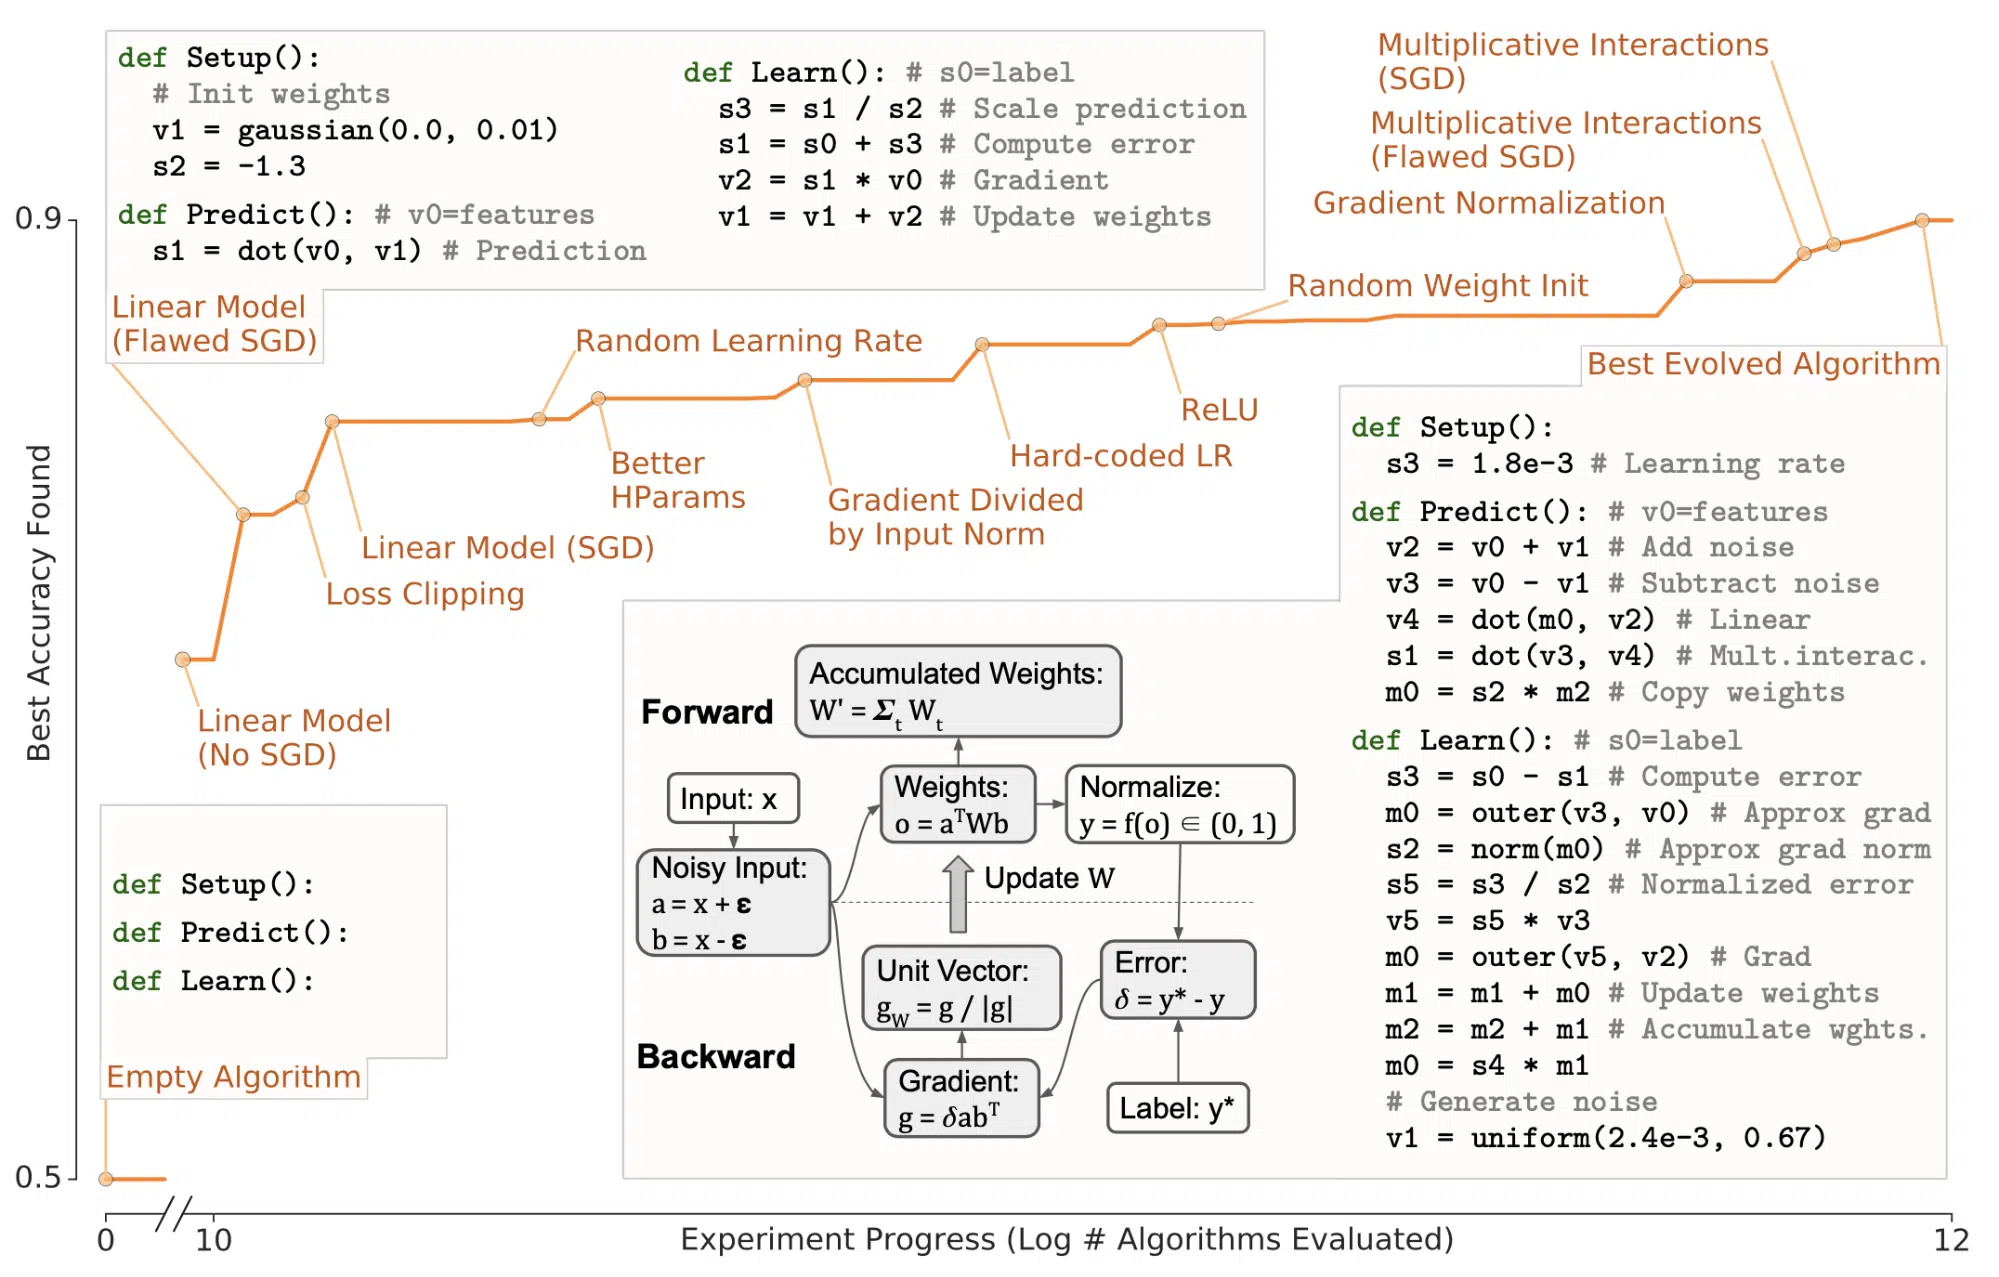 def Setup():
  # Init weights
  v1 = gaussian(0.0, 0.01)
  s2 = -1.3
def Predict(): # v0=features
  s1 = dot(v0, v1) # Prediction
def Learn(): # s0=label
  s3 = s1 / s2 # Scale prediction
  s1 = s0 + s3 # Compute error
  v2 = s1 * v0 # Gradient
  v1 = v1 + v2 # Update weights
Linear Model
(Flawed SGD)
Multiplicative Interactions
(SGD)
Multiplicative Interactions
(Flawed SGD)
Gradient Normalization
Random Weight Init
Random Learning Rate
ReLU
Hard-coded LR
Better
HParams
Gradient Divided
by Input Norm
Linear Model (SGD)
Loss Clipping
Linear Model
(No SGD)
Best Evolved Algorithm
def Setup():
  s3 = 1.8e-3 # Learning rate
def Predict(): # v0=features
  v2 = v0 + v1 # Add noise
  v3 = v0 - v1 # Subtract noise
  v4 = dot(m0, v2) # Linear
  s1 = dot(v3, v4) # Mult.interac.
  m0 = s2 * m2 # Copy weights
def Learn(): # s0=label
  s3 = s0 - s1 # Compute error
  m0 = outer(v3, v0) # Approx grad
  s2 = norm(m0) # Approx grad norm
  s5 = s3 / s2 # Normalized error
  v5 = s5 * v3
  m0 = outer(v5, v2) # Grad
  m1 = m1 + m0 # Update weights
  m2 = m2 + m1 # Accumulate wghts.
  m0 = s4 * m1
  # Generate noise
  v1 = uniform(2.4e-3, 0.67)
Forward
Accumulated Weights:
W' = Σt Wt
Input: x
Weights:
o = aᵀWb
Normalize:
y = f(o) ∈ (0, 1)
Noisy Input:
a = x + ε
b = x - ε
Update W
Unit Vector:
gW = g / |g|
Error:
δ = y* - y
Backward
Gradient:
g = δabᵀ
Label: y*
def Setup():
def Predict():
def Learn():
Empty Algorithm
Best Accuracy Found
0.9
0.5
0
10
Experiment Progress (Log # Algorithms Evaluated)
12